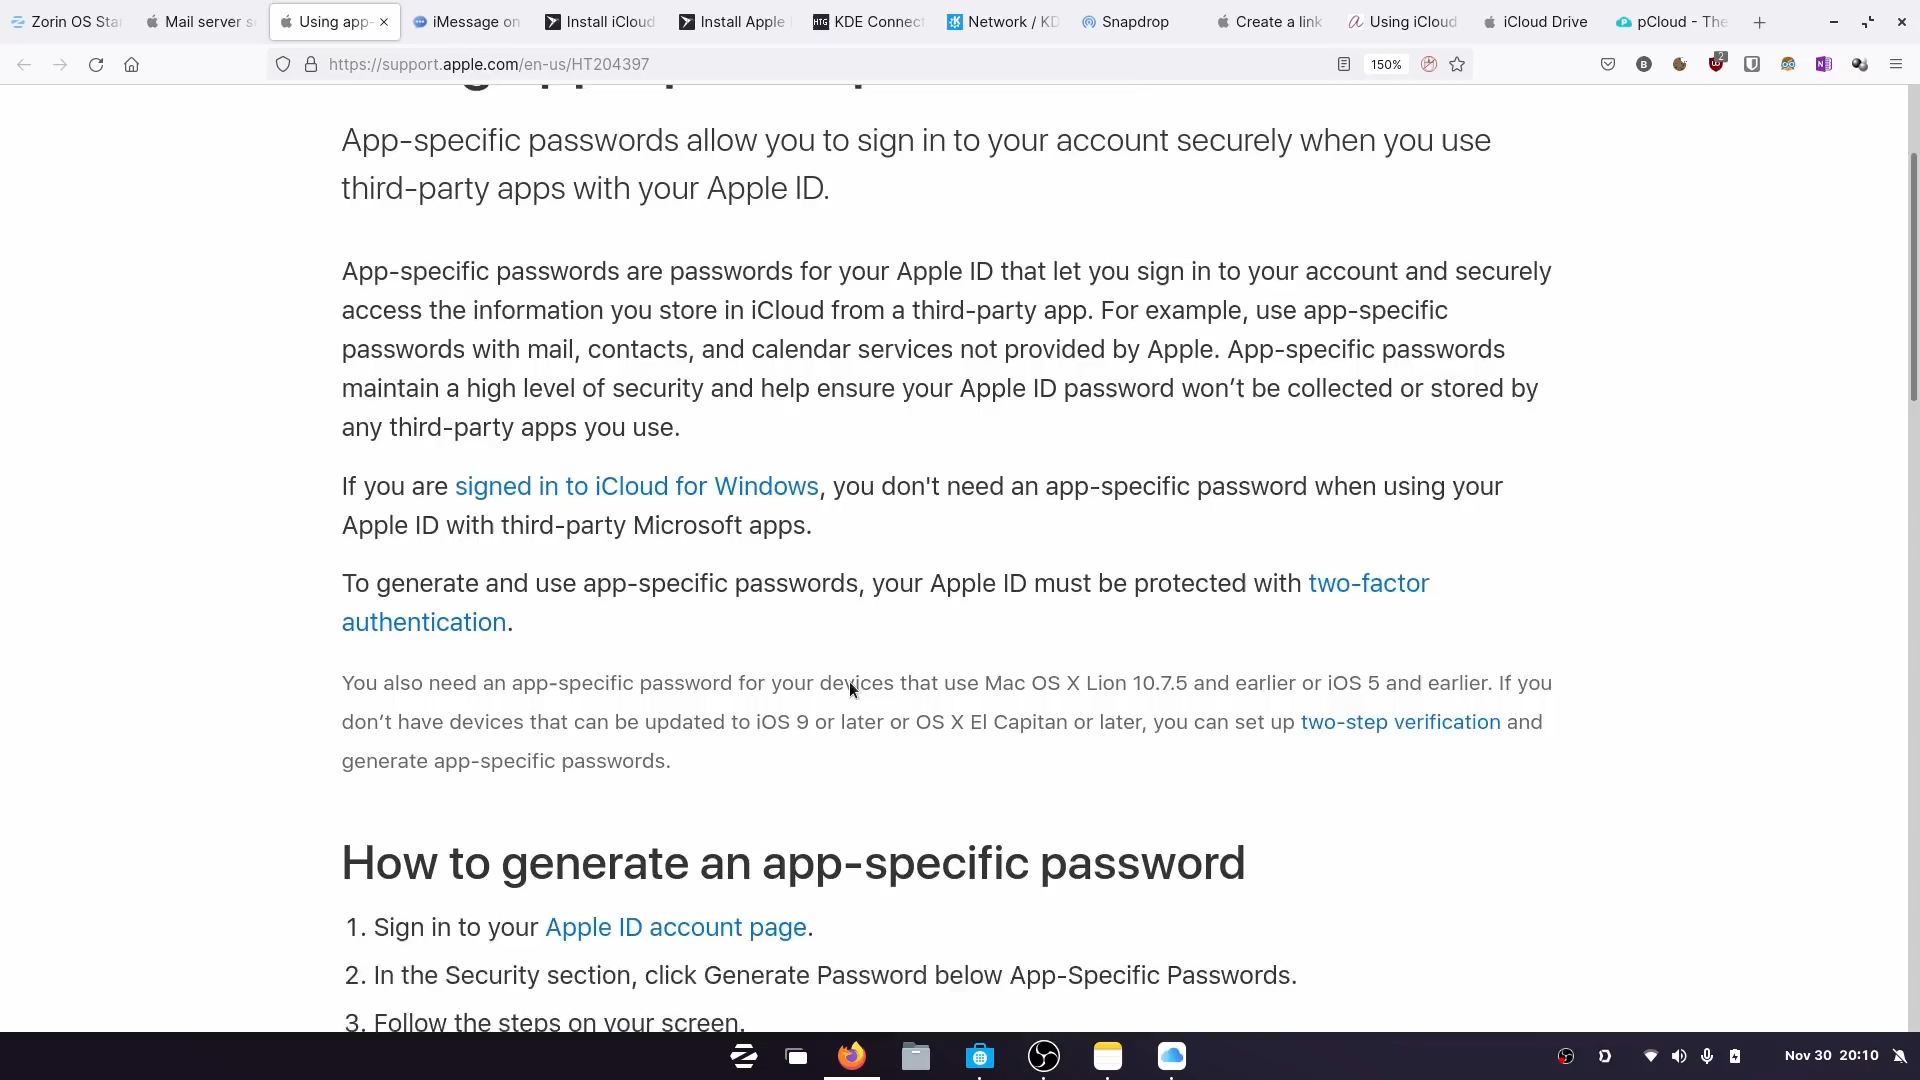 Zorin OS Sta
Mail server s
Using app-
iMessage on
Install iCloud
Install Apple
KDE Connec
Network / KD
Snapdrop
Create a link
Using iCloud
iCloud Drive
pCloud - The
https://support.apple.com/en-us/HT204397
150%
2
App-specific passwords allow you to sign in to your account securely when you use
third-party apps with your Apple ID.
App-specific passwords are passwords for your Apple ID that let you sign in to your account and securely
access the information you store in iCloud from a third-party app. For example, use app-specific
passwords with mail, contacts, and calendar services not provided by Apple. App-specific passwords
maintain a high level of security and help ensure your Apple ID password won’t be collected or stored by
any third-party apps you use.
If you are signed in to iCloud for Windows, you don't need an app-specific password when using your
Apple ID with third-party Microsoft apps.
To generate and use app-specific passwords, your Apple ID must be protected with two-factor
authentication.
You also need an app-specific password for your devices that use Mac OS X Lion 10.7.5 and earlier or iOS 5 and earlier. If you
don’t have devices that can be updated to iOS 9 or later or OS X El Capitan or later, you can set up two-step verification and
generate app-specific passwords.
How to generate an app-specific password
1. Sign in to your Apple ID account page.
2. In the Security section, click Generate Password below App-Specific Passwords.
3. Follow the steps on your screen.
Nov 30 20:10